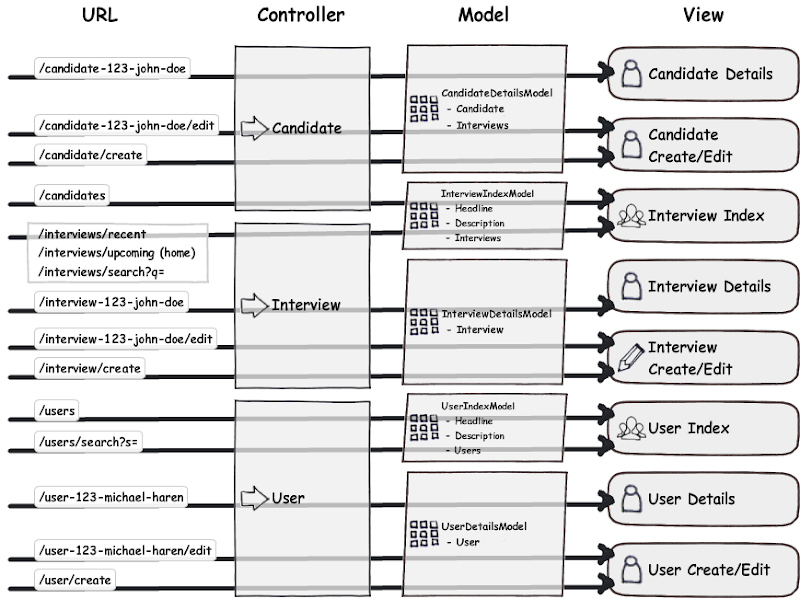 URL Controller Model View
/candidate-123-john-doe
/candidate-123-john-doe/edit
/candidate/create
/candidates
/interviews/recent
/interviews/upcoming (home)
/interviews/search?q=
/interview-123-john-doe
/interview-123-john-doe/edit
/interview/create
/users
/users/search?s=
/user-123-michael-haren
/user-123-michael-haren/edit
/user/create
Candidate
Interview
User
CandidateDetailsModel
- Candidate
- Interviews
InterviewIndexModel
- Headline
- Description
- Interviews
InterviewDetailsModel
- Interview
UserIndexModel
- Headline
- Description
- Users
UserDetailsModel
- User
Candidate Details
Candidate
Create/Edit
Interview Index
Interview Details
Interview
Create/Edit
User Index
User Details
User Create/Edit